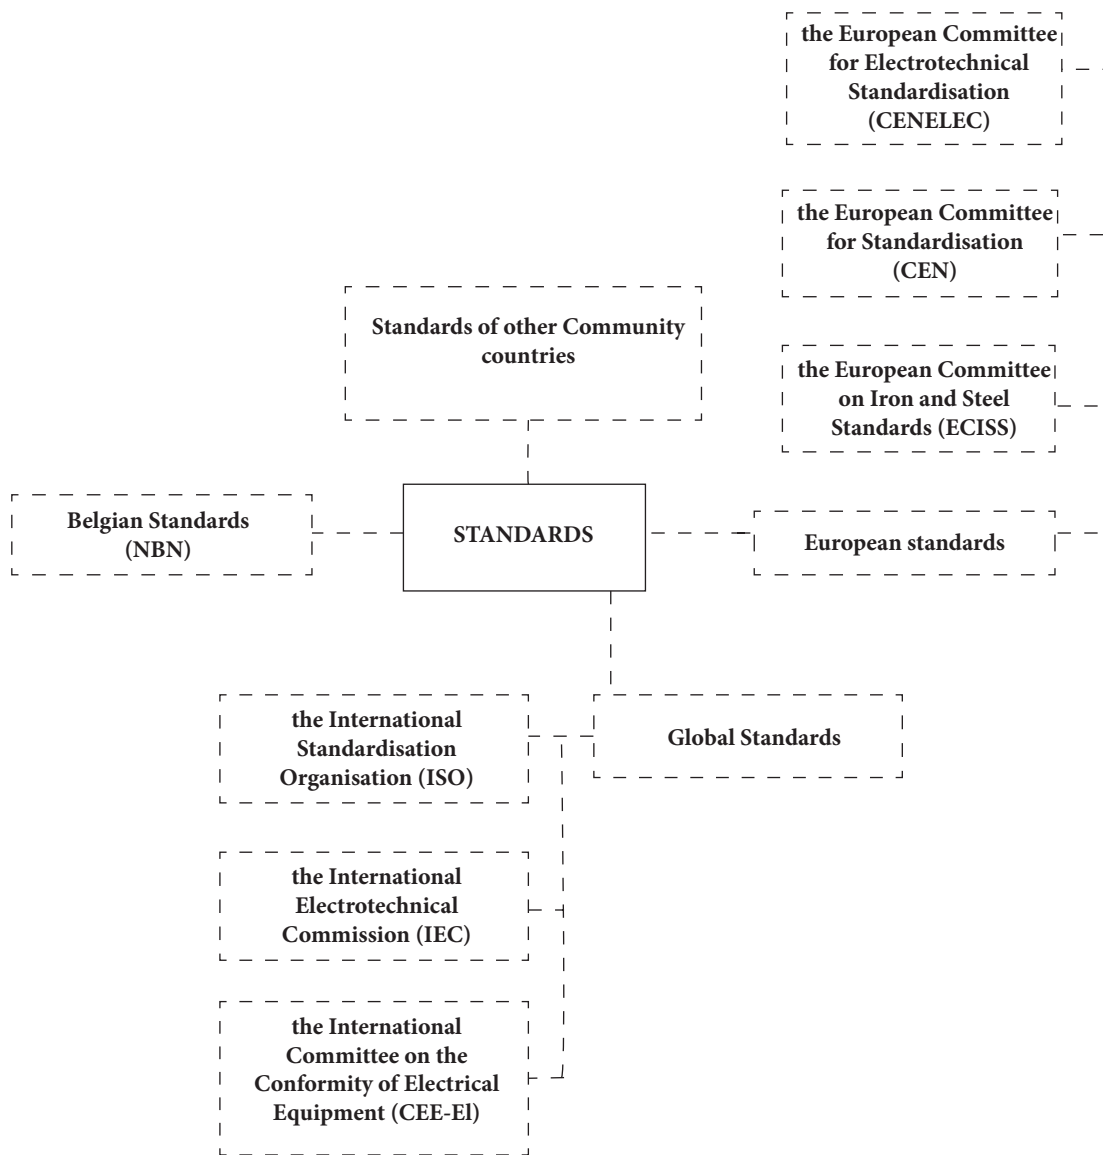 the European Committee
for Electrotechnical
Standardisation
(CENELEC)
the European Committee
for Standardisation
(CEN)
Standards of other Community
countries
the European Committee
on Iron and Steel
Standards (ECISS)
Belgian Standards
(NBN)
STANDARDS
European standards
the International
Standardisation
Organisation (ISO)
Global Standards
the International
Electrotechnical
Commission (IEC)
the International
Committee on the
Conformity of Electrical
Equipment (CEE-El)